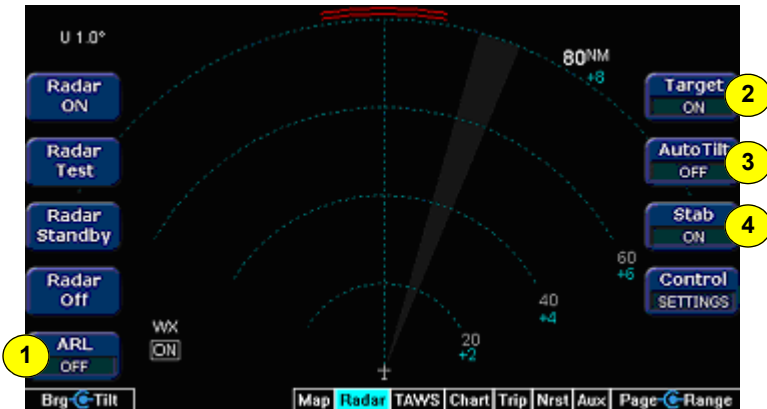 U 1.0°
80NM
+8
Radar
ON
Target
ON
2
Radar
Test
AutoTilt
OFF
3
Radar
Standby
Stab
ON
4
60
+6
Radar
Off
Control
SETTINGS
40
+4
WX
ON
20
+2
1
ARL
OFF
Brg Tilt
Map Radar TAWS Chart Trip Nrst Aux
Page Range